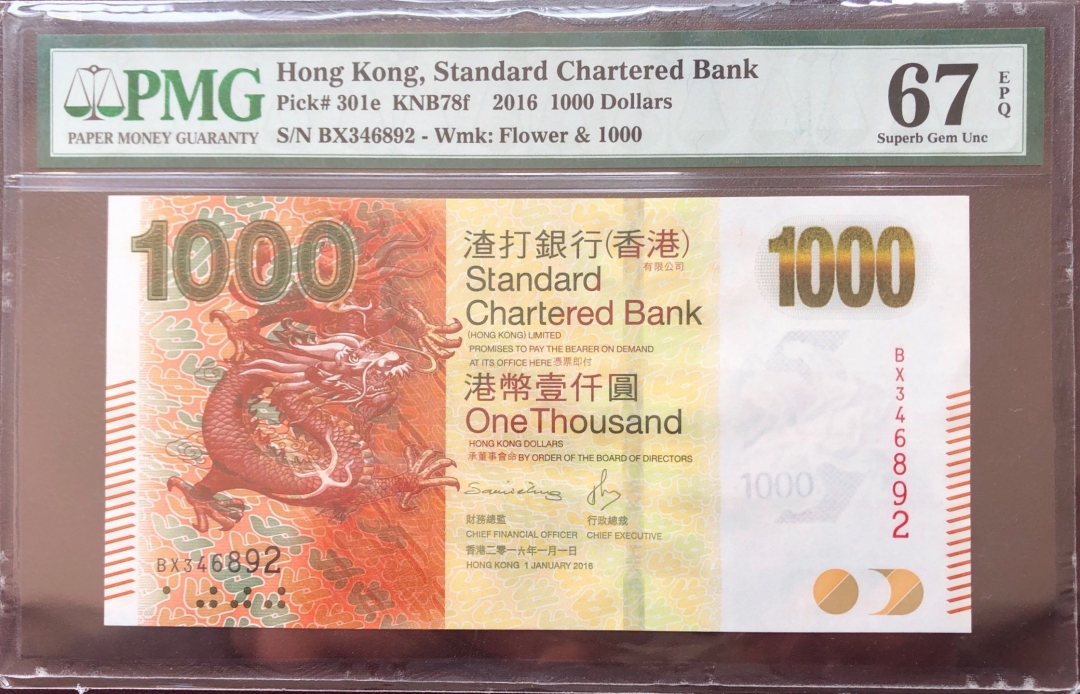 PMG
PAPER MONEY GUARANTY
Hong Kong, Standard Chartered Bank
Pick# 301e KNB78f 2016 1000 Dollars
S/N BX346892 - Wmk: Flower & 1000
67
EPQ
Superb Gem Unc
1000
渣打銀行(香港)
有限公司
Standard
Chartered Bank
(HONG KONG) LIMITED
PROMISES TO PAY THE BEARER ON DEMAND
AT ITS OFFICE HERE 憑票即付
港幣壹仟圓
One Thousand
HONG KONG DOLLARS
承董事會命 BY ORDER OF THE BOARD OF DIRECTORS
財務總監 行政總裁
CHIEF FINANCIAL OFFICER CHIEF EXECUTIVE
香港二零一六年一月一日
HONG KONG 1 JANUARY 2016
BX346892
1000
BX346892
1000